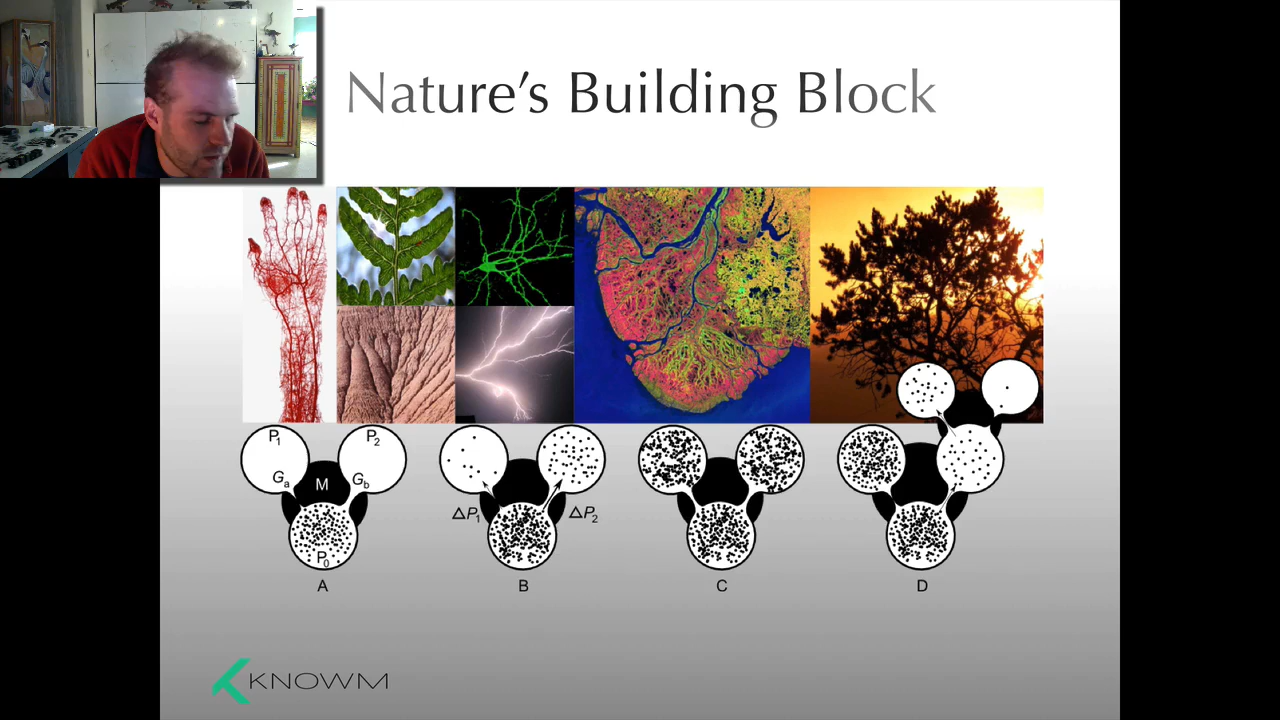 Nature's Building Block
P1 P2
Ga M Gb
P0
ΔP1 ΔP2
A B C D
KNOWM